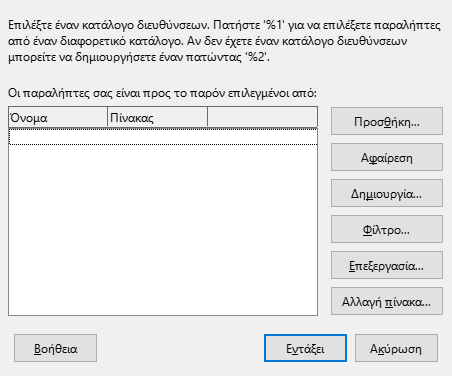 Επιλέξτε έναν κατάλογο διευθύνσεων. Πατήστε '%1' για να επιλέξετε παραλήπτες
από έναν διαφορετικό κατάλογο. Αν δεν έχετε έναν κατάλογο διευθύνσεων
μπορείτε να δημιουργήσετε έναν πατώντας '%2'.
Οι παραλήπτες σας είναι προς το παρόν επιλεγμένοι από:
Όνομα Πίνακας
Προσθήκη...
Αφαίρεση
Δημιουργία...
Φίλτρο...
Επεξεργασία...
Αλλαγή πίνακα...
Βοήθεια Εντάξει Ακύρωση